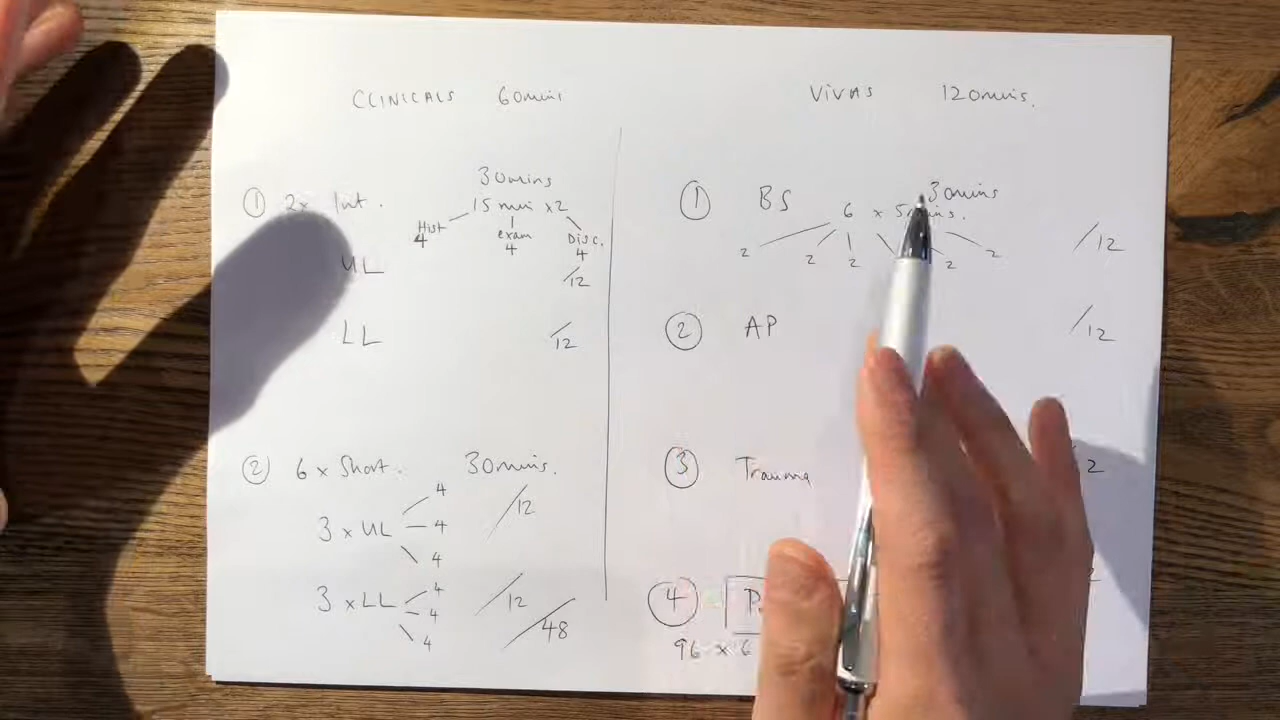 CLINICALS 60mins
① 2x Int.
30mins
15 min x2
Hist exam Disc.
4 4 4
UL /12
LL /12
② 6 x Short. 30mins.
4
3 x UL 4 /12
4
4
3 x LL 4 /12
4
/48
VIVAS 120mins.
① BS 30mins
6 x 5mins.
2 2 2 2 2 /12
② AP /12
③ Trauma 2
④
96 x 6